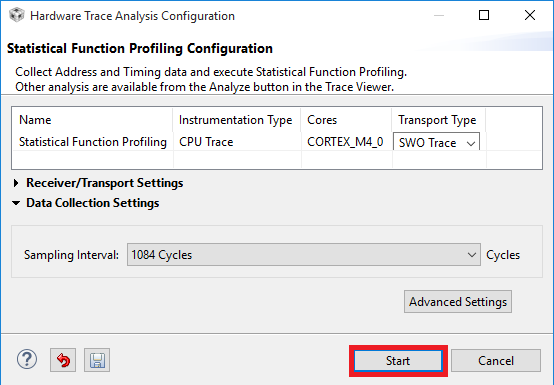 Hardware Trace Analysis Configuration
Statistical Function Profiling Configuration
Collect Address and Timing data and execute Statistical Function Profiling.
Other analysis are available from the Analyze button in the Trace Viewer.
Name Instrumentation Type Cores Transport Type
Statistical Function Profiling CPU Trace CORTEX_M4_0 SWO Trace
Receiver/Transport Settings
Data Collection Settings
Sampling Interval: 1084 Cycles Cycles
Advanced Settings
? Start Cancel